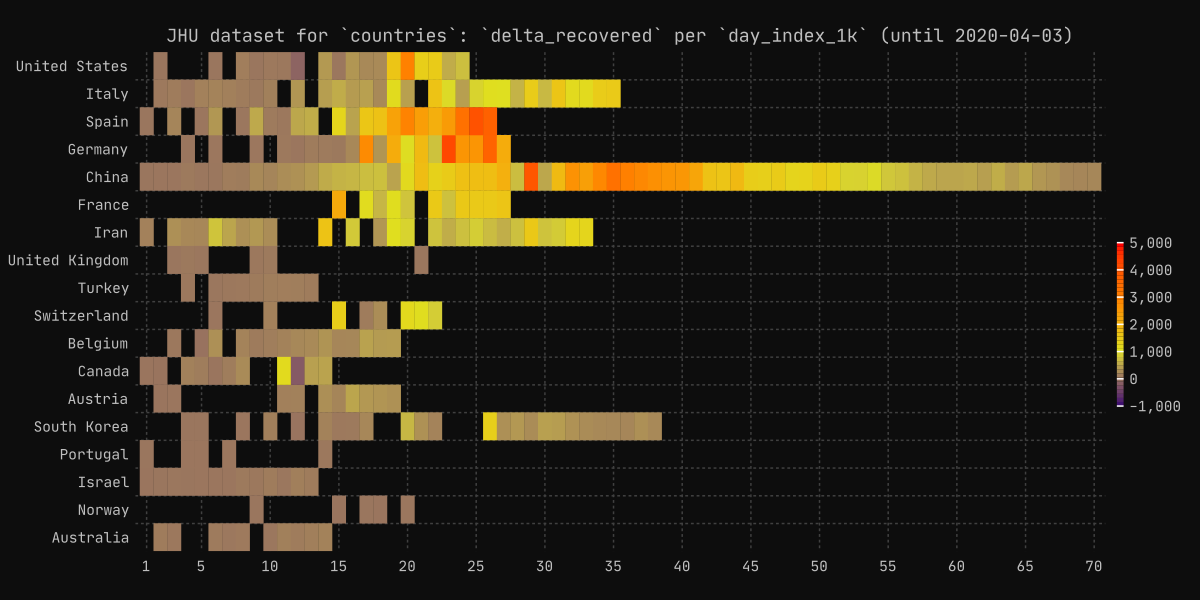 JHU dataset for `countries`: `delta_recovered` per `day_index_1k` (until 2020-04-03)
United States
Italy
Spain
Germany
China
France
Iran
United Kingdom
Turkey
Switzerland
Belgium
Canada
Austria
South Korea
Portugal
Israel
Norway
Australia
1 5 10 15 20 25 30 35 40 45 50 55 60 65 70
5,000
4,000
3,000
2,000
1,000
0
-1,000